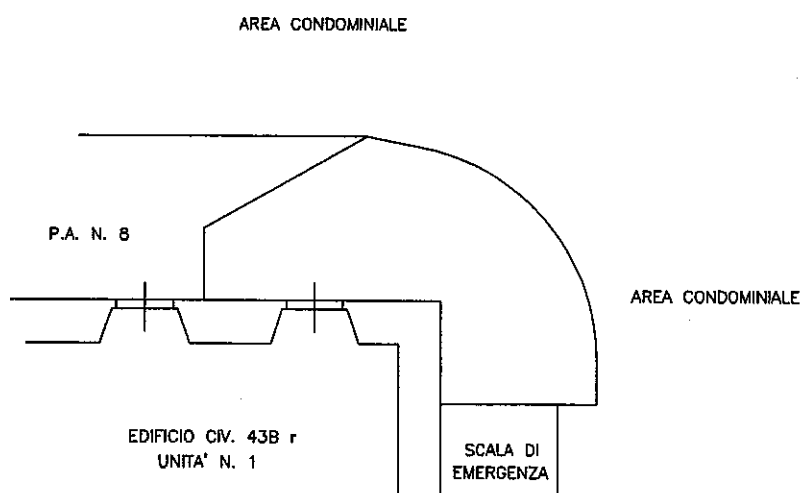 AREA CONDOMINIALE
P.A. N. 8
AREA CONDOMINIALE
EDIFICIO CIV. 43B r
UNITA' N. 1
SCALA DI
EMERGENZA